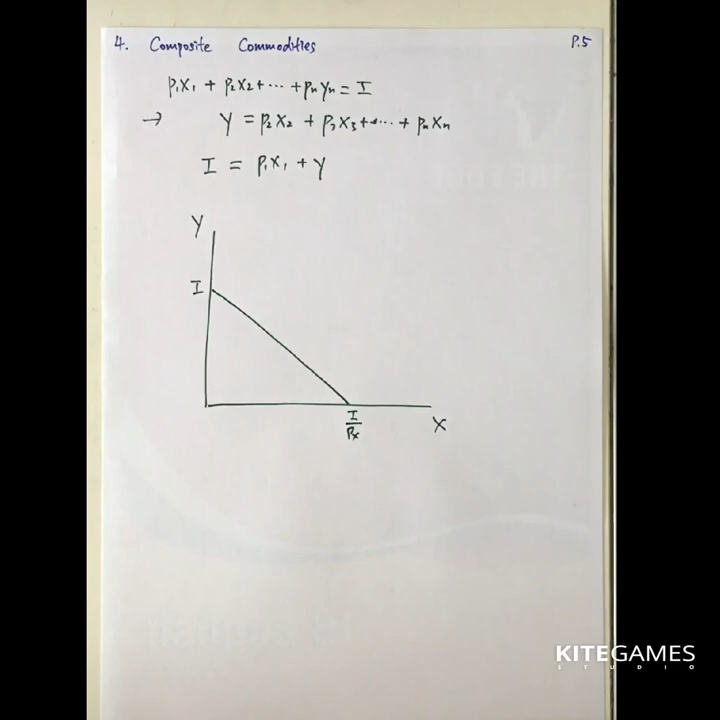 4. Composite Commodities P.5
p₁x₁ + p₂x₂ + ... + pₙyₙ = I
→ Y = p₂x₂ + p₃x₃ + ... + pₙxₙ
I = p₁x₁ + Y
Y
I
I/Px
X
KITEGAMES
STUDIO